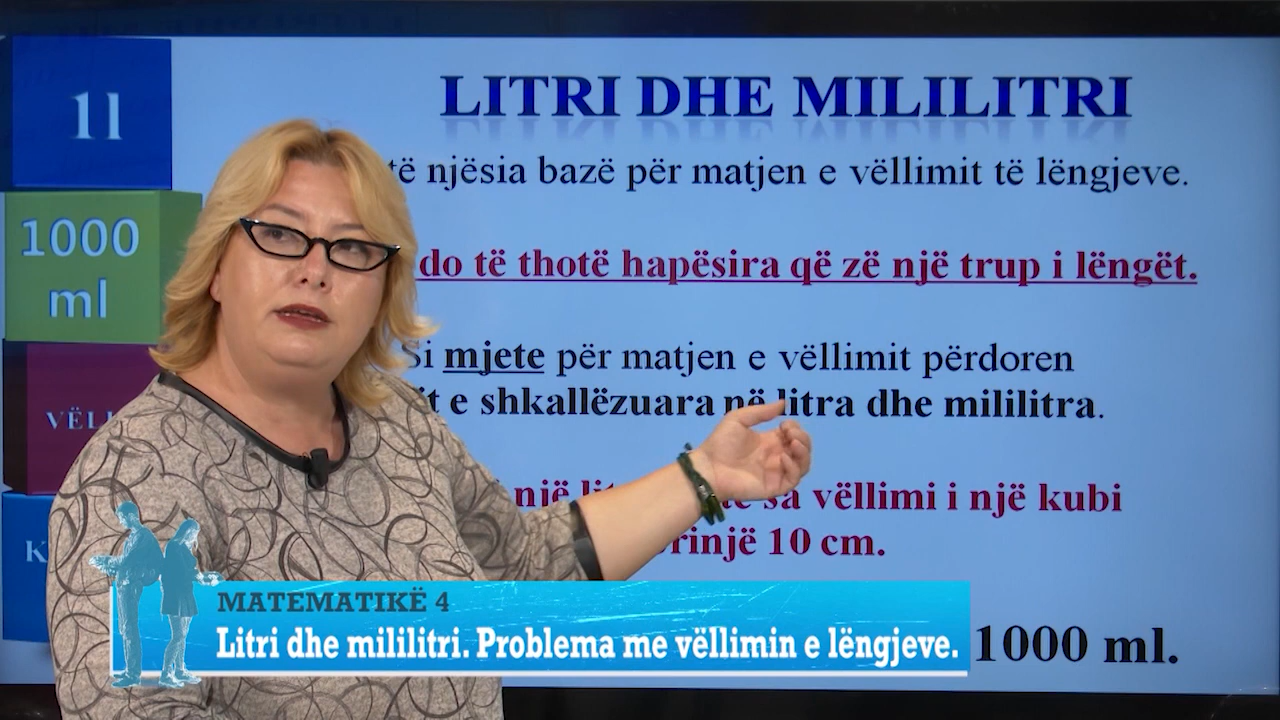 1l
1000
ml
LITRI DHE MILILITRI
njësia bazë për matjen e vëllimit të lëngjeve.
do të thotë hapësira që zë një trup i lëngët.
Si mjete për matjen e vëllimit përdoren
e shkallëzuara në litra dhe mililitra.
një sa vëllimi i një kubi
10 cm.
1000 ml.
MATEMATIKË 4
Litri dhe mililitri. Problema me vëllimin e lëngjeve.